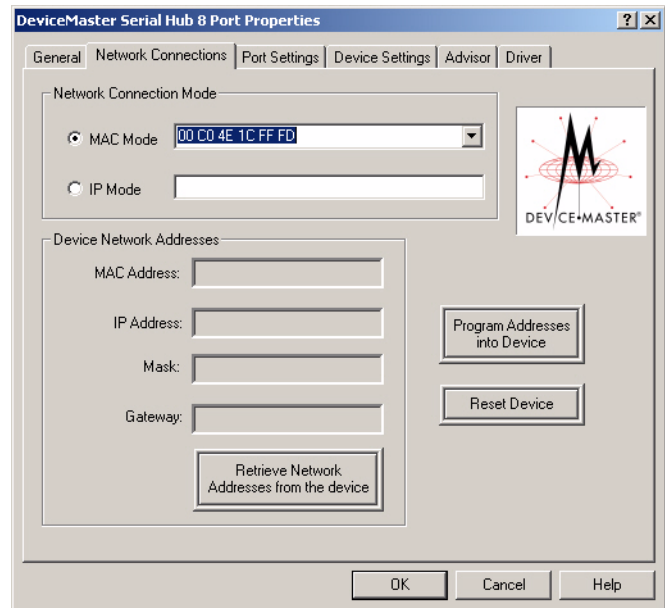 DeviceMaster Serial Hub 8 Port Properties
General Network Connections Port Settings Device Settings Advisor Driver
Network Connection Mode
MAC Mode 00 C0 4E 1C FF FD
IP Mode
DEVICE•MASTER®
Device Network Addresses
MAC Address:
IP Address:
Mask:
Gateway:
Retrieve Network
Addresses from the device
Program Addresses
into Device
Reset Device
OK Cancel Help